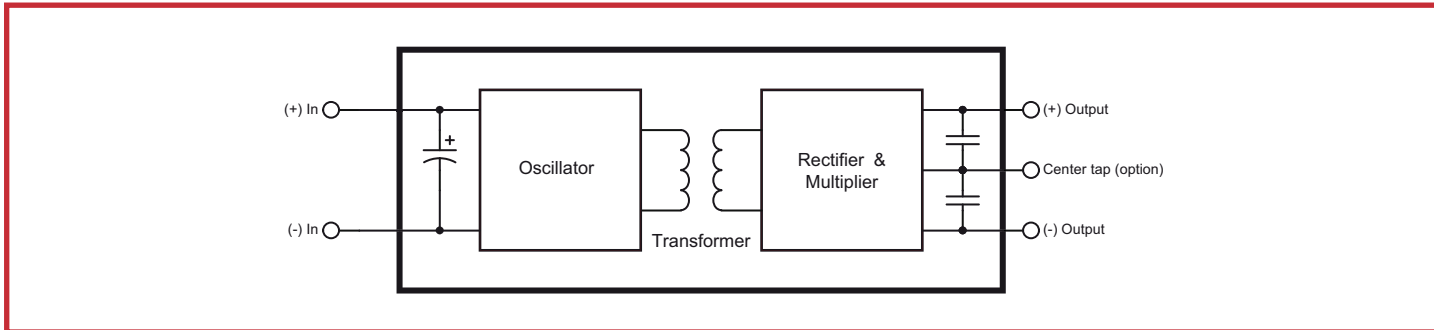 (+) In
(-) In
+
Oscillator
Transformer
Rectifier &
Multiplier
(+) Output
Center tap (option)
(-) Output